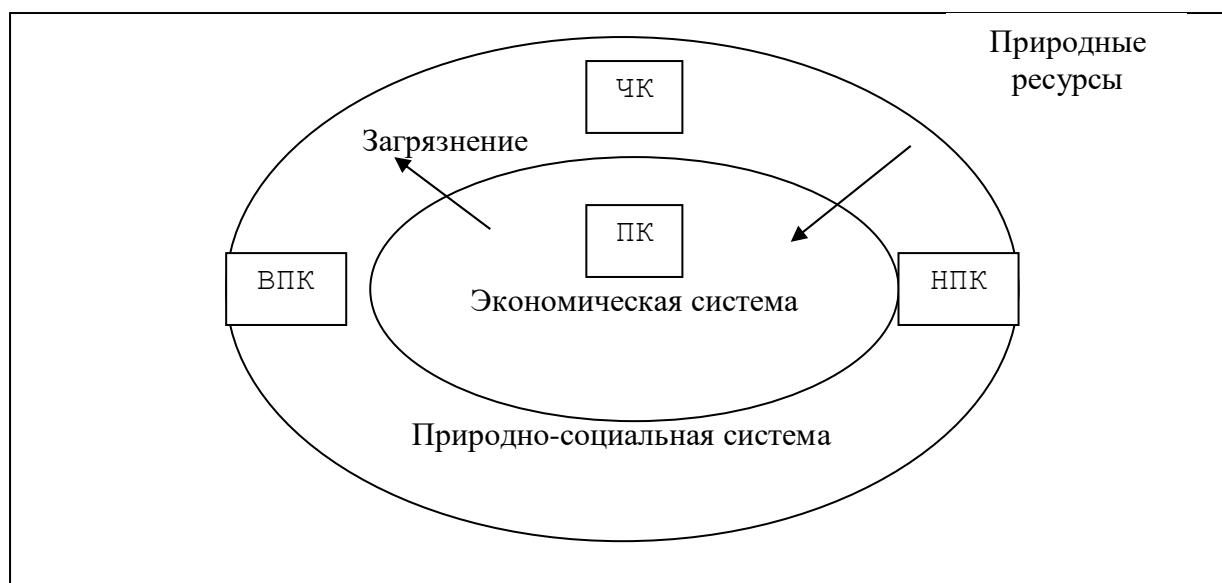 Природные
ресурсы
ЧК
Загрязнение
ПК
ВПК
НПК
Экономическая система
Природно-социальная система